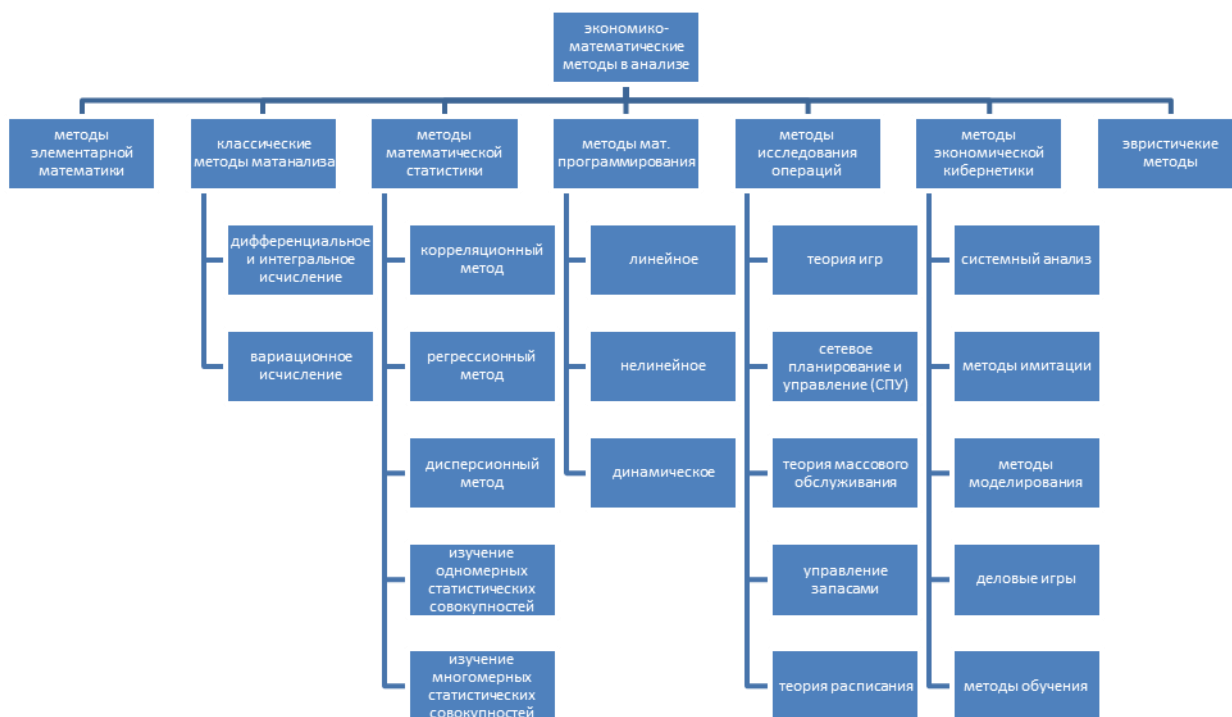 экономико-
математические
методы в анализе
методы
элементарной
математики
классические
методы матанализа
методы
математической
статистики
методы мат.
программирования
методы
исследования
операций
методы
экономической
кибернетики
эвристичекие
методы
дифференциальное
и интегральное
исчисление
вариационное
исчисление
корреляционный
метод
регрессионный
метод
дисперсионный
метод
изучение
одномерных
статистических
совокупностей
изучение
многомерных
статистических
совокупностей
линейное
нелинейное
динамическое
теория игр
сетевое
планирование и
управление (СПУ)
теория массового
обслуживания
управление
запасами
теория расписания
системный анализ
методы имитации
методы
моделирования
деловые игры
методы обучения